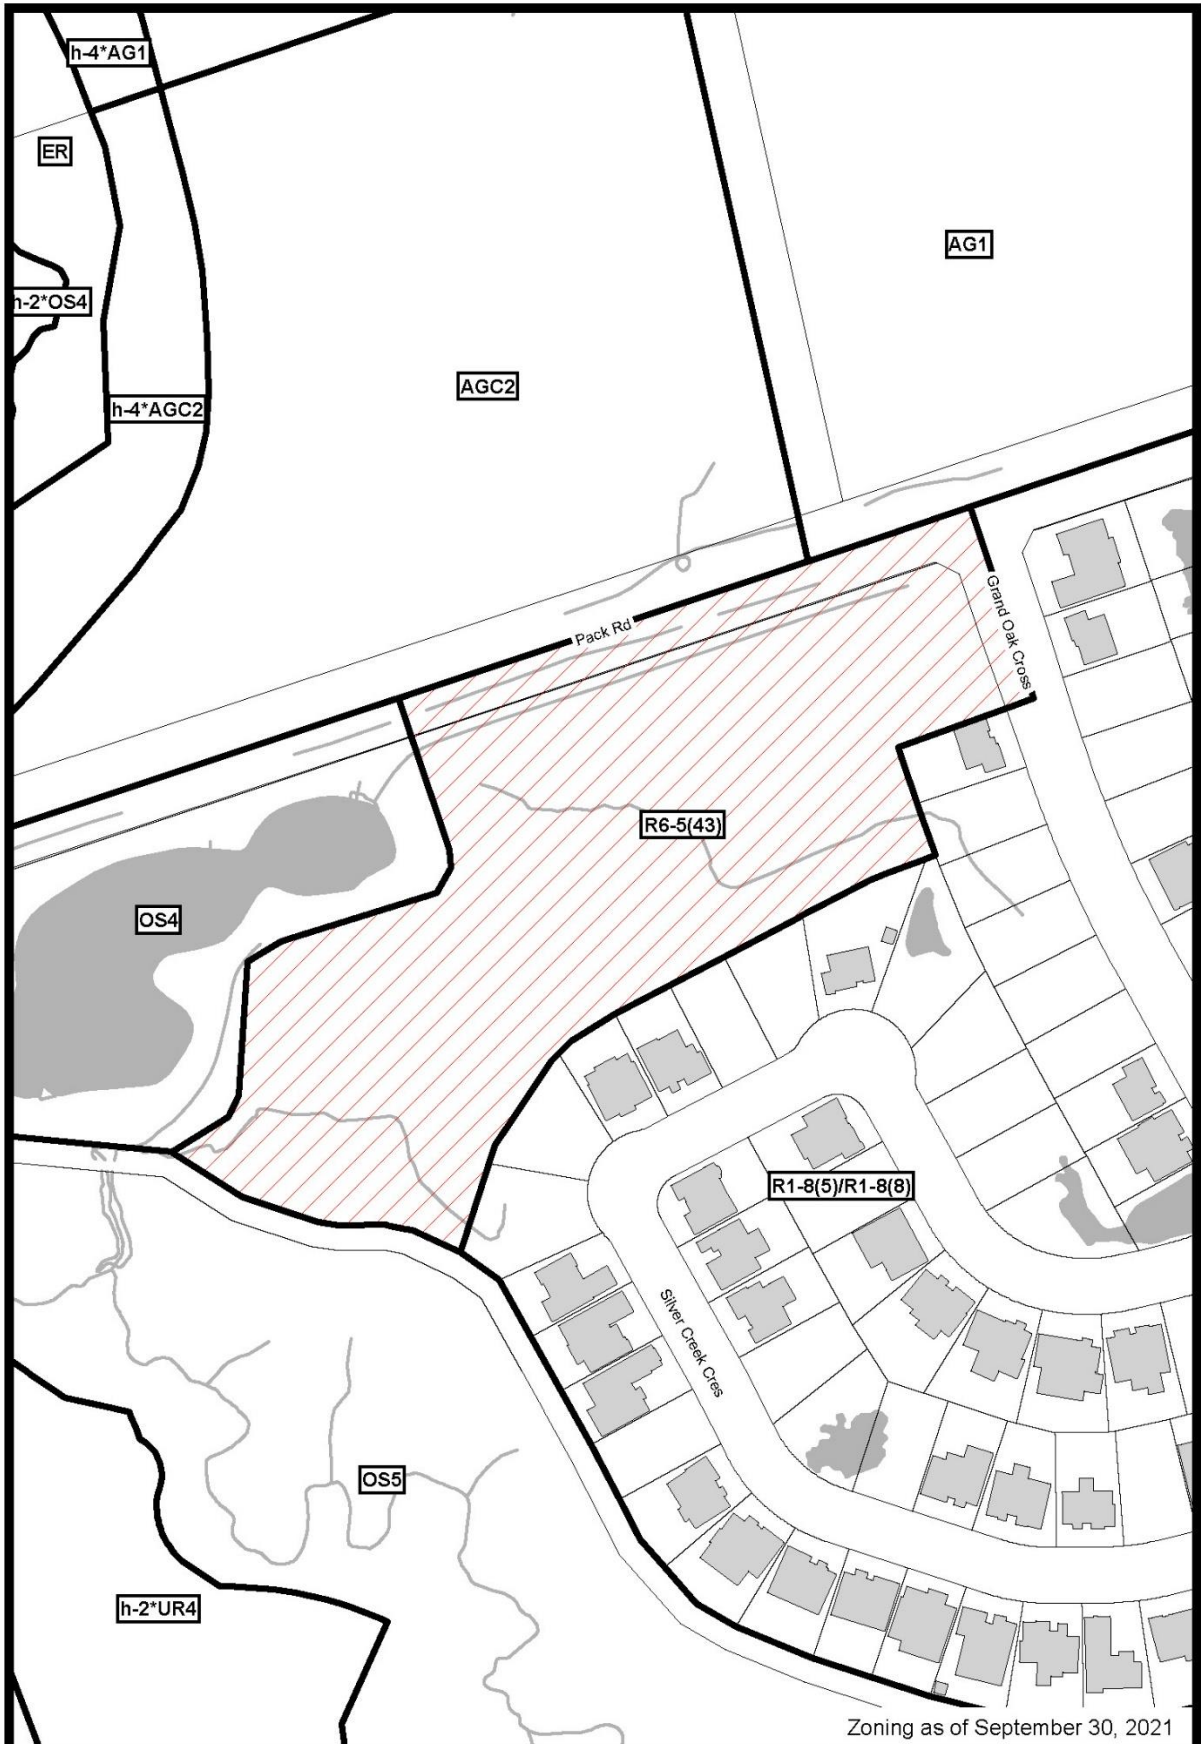 h-4*AG1
ER
AG1
h-2*OS4
AGC2
h-4*AGC2
Grand Oak Cross
Pack Rd
R6-5(43)
OS4
R1-8(5)/R1-8(8)
Silver Creek Cres
OS5
h-2*UR4
Zoning as of September 30, 2021